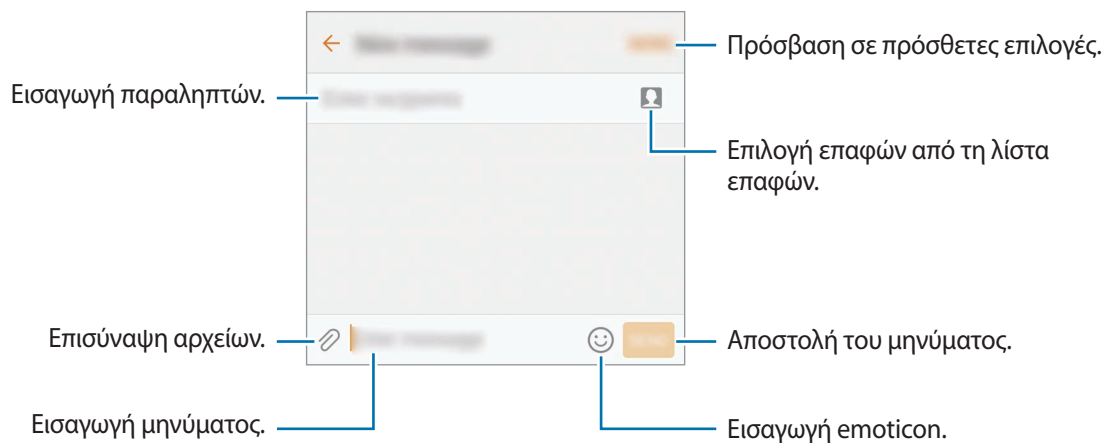 Πρόσβαση σε πρόσθετες επιλογές.
Εισαγωγή παραληπτών.
Επιλογή επαφών από τη λίστα
επαφών.
Επισύναψη αρχείων.
Αποστολή του μηνύματος.
Εισαγωγή μηνύματος.
Εισαγωγή emoticon.